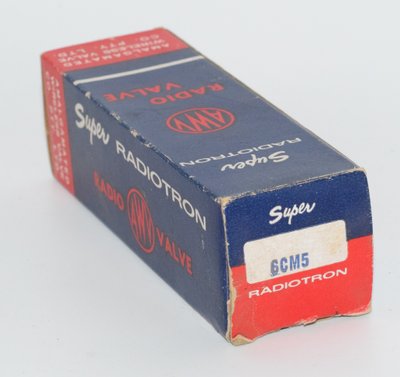 AMALGAMATED
WIRELESS VALVE
CO. PTY. LTD.
RADIO
AWV
VALVE
Super
RADIOTRON
Super RADIOTRON
RADIO AWV VALVE
Super
6CM5
RADIOTRON